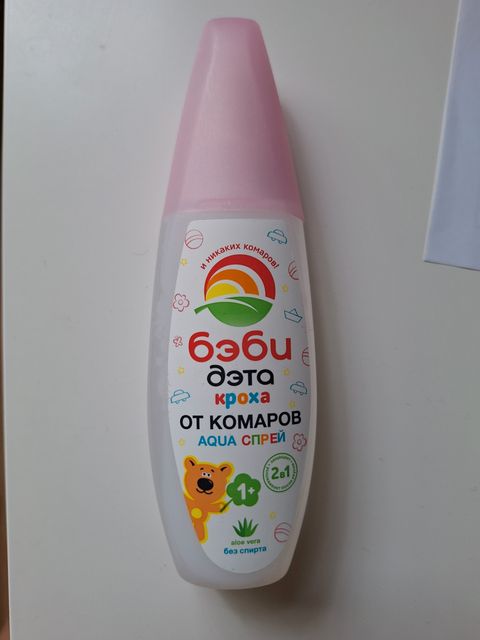 и никаких комаров!
бэби
дэта
кроха
ОТ КОМАРОВ
AQUA СПРЕЙ
2в1
1+
aloe vera
без спирта